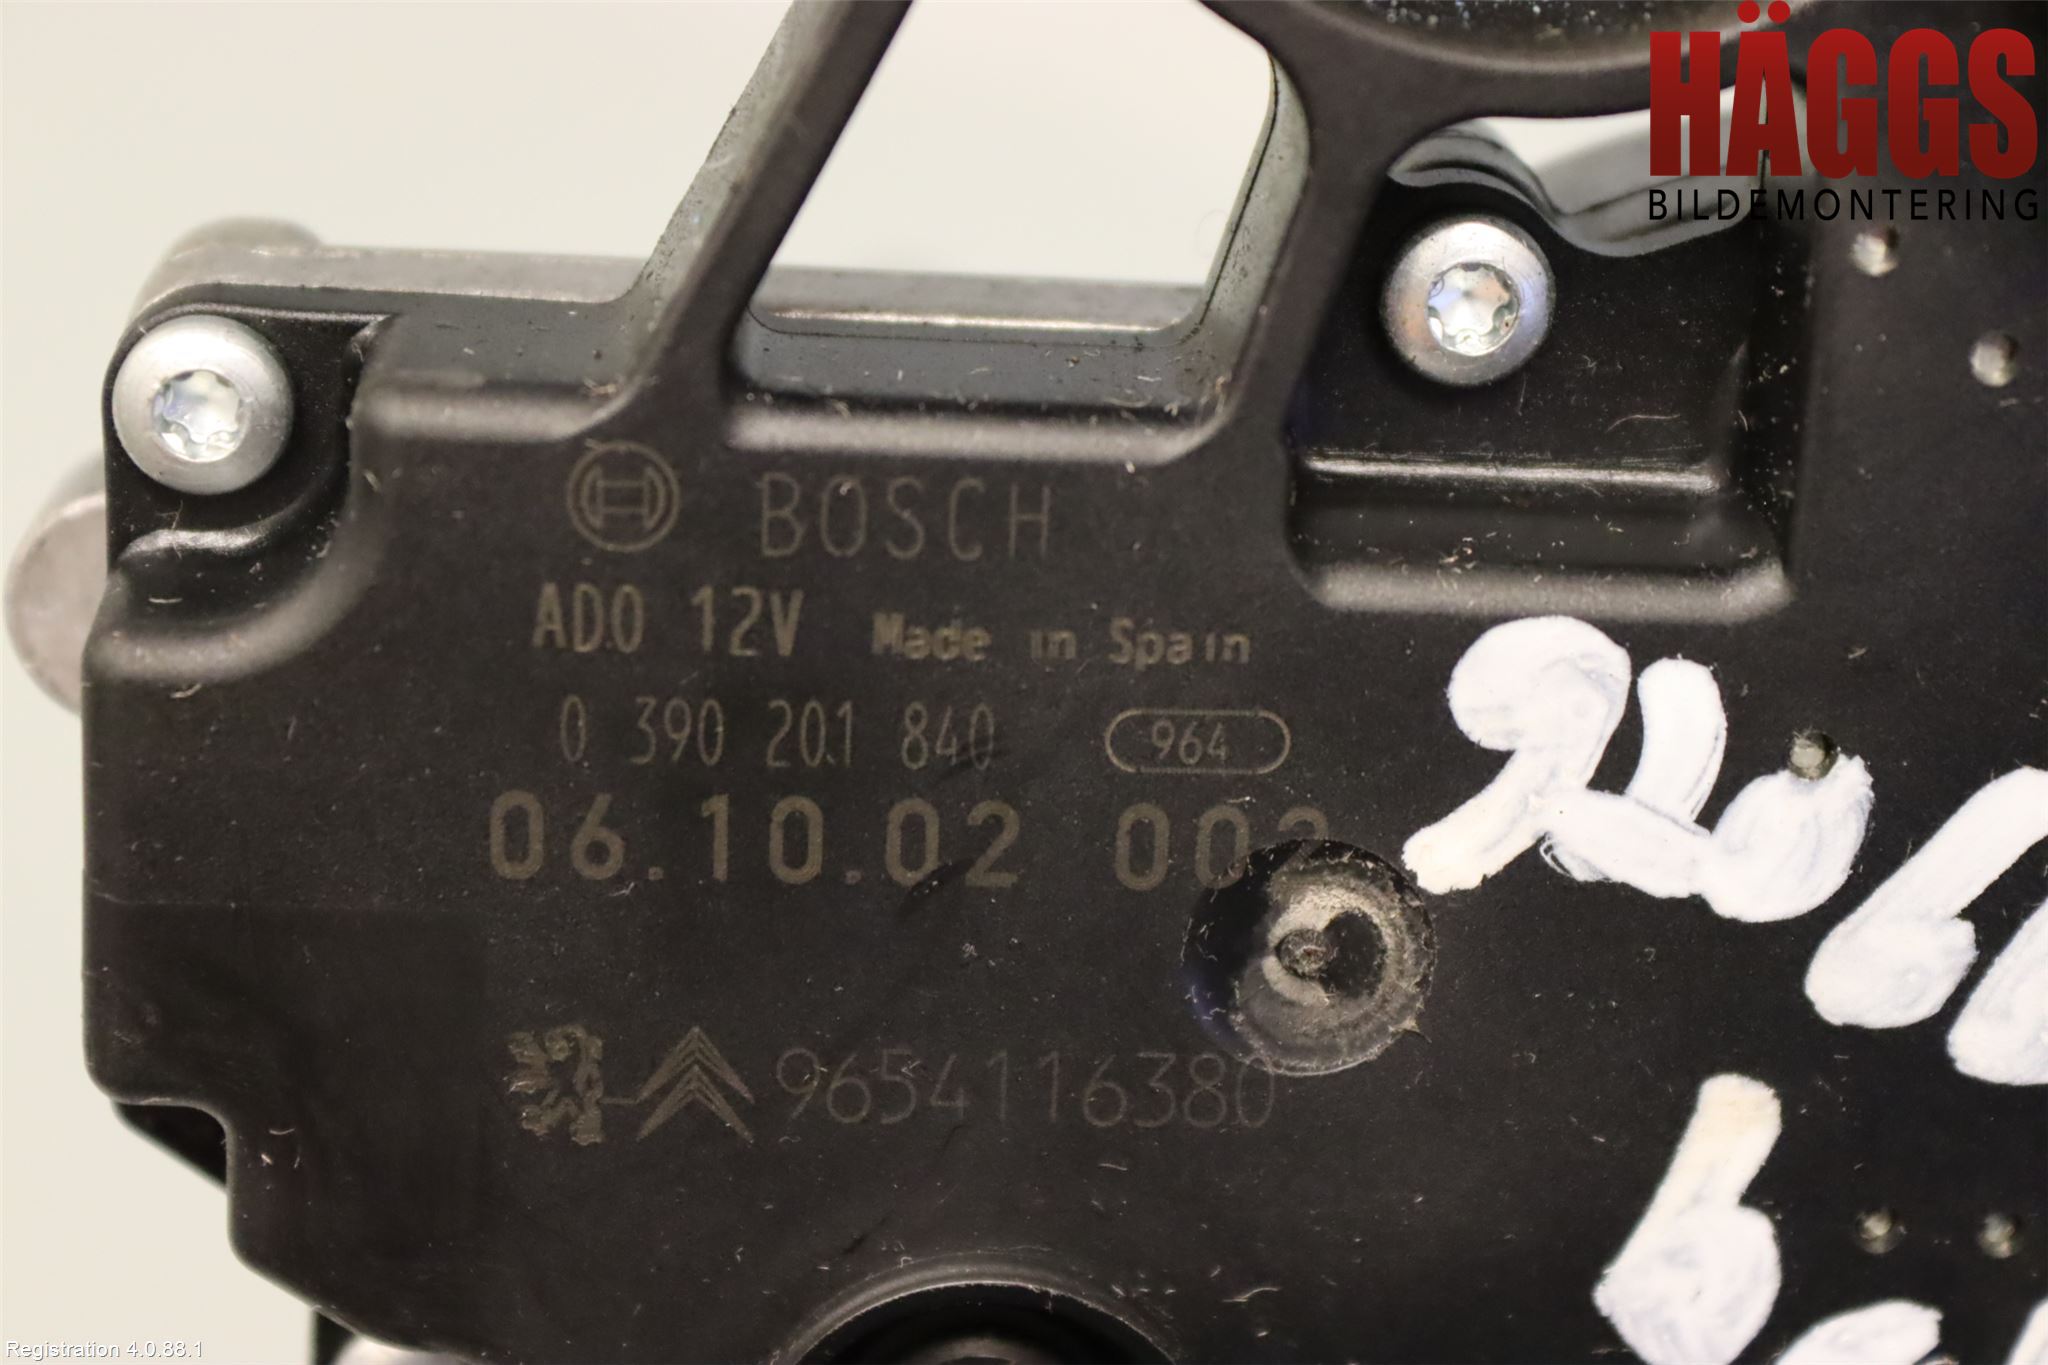 HÄGGS
BILDEMONTERING
BOSCH
AD0 12V Made in Spain
0 390 201 840 964
06.10.02
9654116380
Registration 4.0.88.1